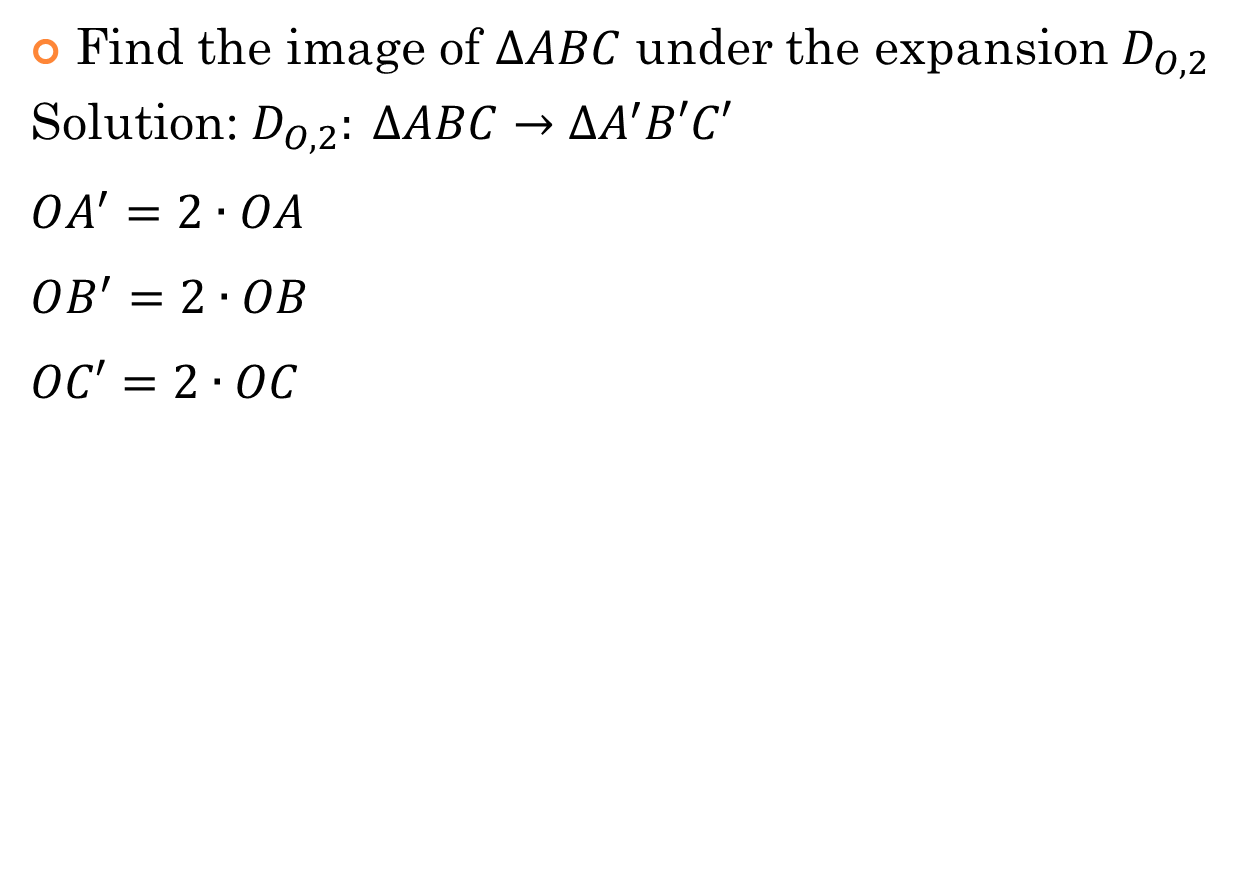 Find the image of ΔABC under the expansion D_{O,2}
Solution: D_{O,2}: ΔABC → ΔA′B′C′
OA′ = 2 · OA
OB′ = 2 · OB
OC′ = 2 · OC